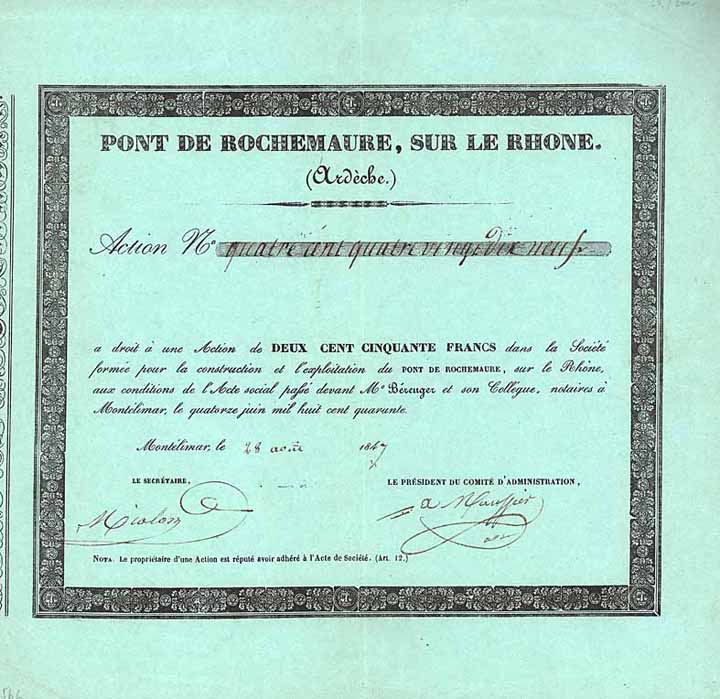 PONT DE ROCHEMAURE, SUR LE RHONE.
(Ardèche.)
Action N° quatre cent quatre vingt dix neuf
a droit à une Action de DEUX CENT CINQUANTE FRANCS dans la Société
formée pour la construction et l'exploitation du PONT DE ROCHEMAURE, sur le Rhône,
aux conditions de l'Acte social passé devant Me Bérenger et son Collègue, notaires à
Montélimar, le quatorze juin mil huit cent quarante.
Montélimar, le 28 août 1847
LE SECRÉTAIRE,
LE PRÉSIDENT DU COMITÉ D'ADMINISTRATION,
NOTA. Le propriétaire d'une Action est réputé avoir adhéré à l'Acte de Société. (Art. 12.)